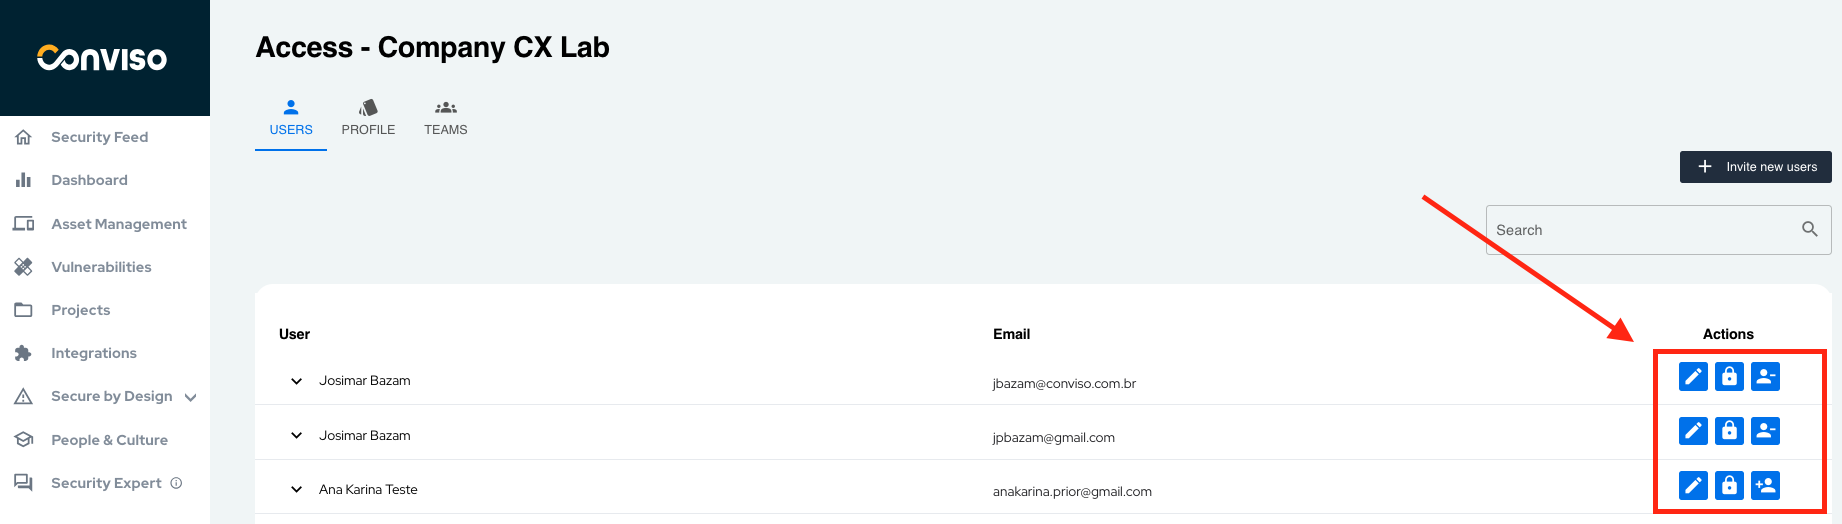 Conviso
Access - Company CX Lab
USERS
PROFILE
TEAMS
Invite new users
Search
Security Feed
Dashboard
Asset Management
Vulnerabilities
Projects
Integrations
Secure by Design
People & Culture
Security Expert
User Email Actions
Josimar Bazam jbazam@conviso.com.br
Josimar Bazam jpbazam@gmail.com
Ana Karina Teste anakarina.prior@gmail.com